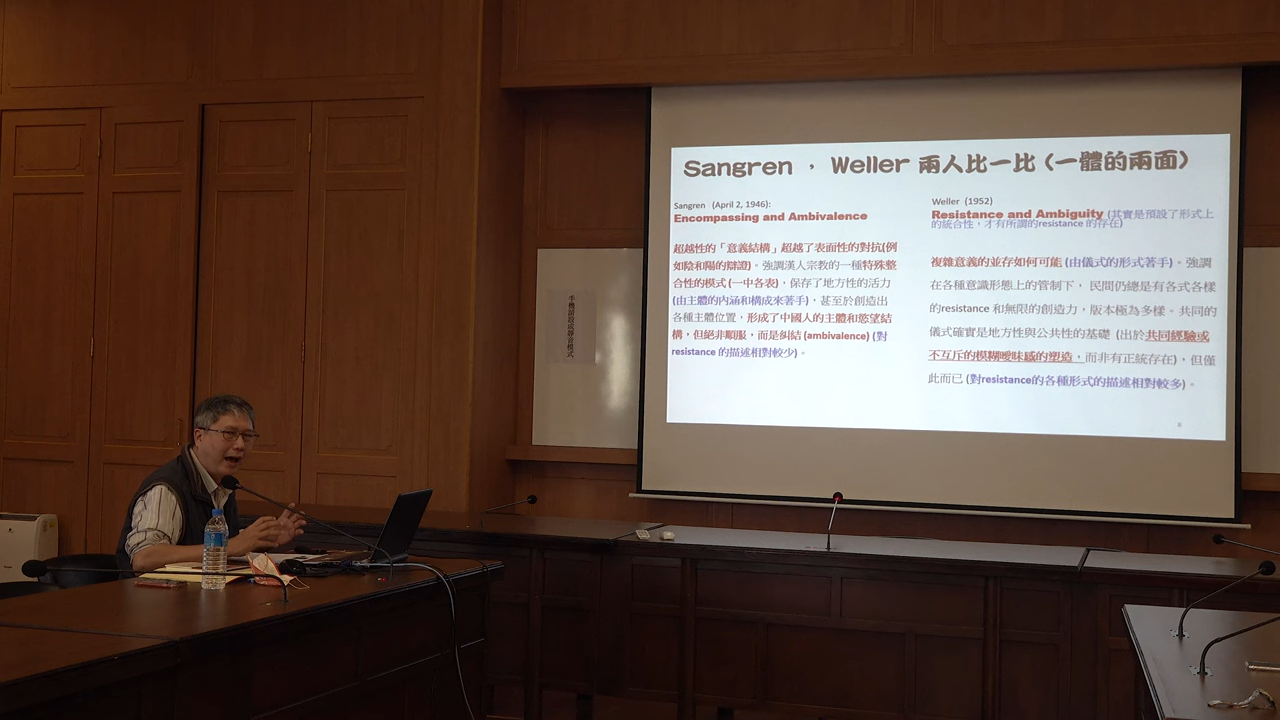 Sangren , Weller 兩人比一比 (一體的兩面)
Sangren (April 2, 1946):
Encompassing and Ambivalence
超越性的「意義結構」超越了表面性的對抗(例
如陰和陽的辯證)。強調漢人宗教的一種特殊整
合性的模式 (一中各表)，保存了地方性的活力
(由主體的內涵和構成來著手)，甚至於創造出
各種主體位置，形成了中國人的主體和慾望結
構，但絕非順服，而是糾結 (ambivalence) (對
resistance 的描述相對較少)。
Weller (1952)
Resistance and Ambiguity (其實是預設了形式上
的統合性，才有所謂的resistance 的存在)
複雜意義的並存如何可能 (由儀式的形式著手)。強調
在各種意識形態上的管制下， 民間仍總是有各式各樣
的resistance 和無限的創造力，版本極為多樣。共同的
儀式確實是地方性與公共性的基礎 (出於共同經驗或
不互斥的模糊曖昧感的塑造，而非有正統存在)，但僅
此而已 (對resistance的各種形式的描述相對較多)。
手機請設成靜音模式